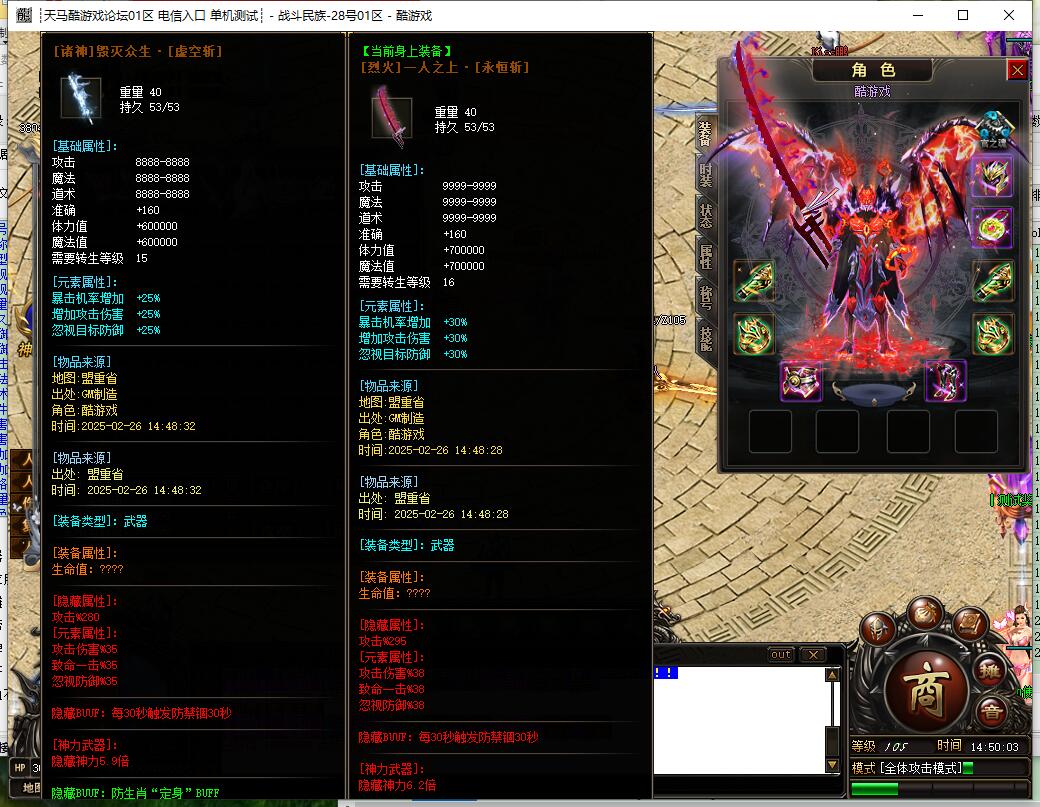 天马酷游戏论坛01区 电信入口 单机测试 - 战斗民族-28号01区 - 酷游戏
[诸神]毁灭众生·[虚空斩]
重量 40
持久 53/53
[基础属性]:
攻击 8888-8888
魔法 8888-8888
道术 8888-8888
准确 +160
体力值 +600000
魔法值 +600000
需要转生等级 15
[元素属性]:
暴击机率增加 +25%
增加攻击伤害 +25%
忽视目标防御 +25%
[物品来源]
地图:盟重省
出处:GM制造
角色:酷游戏
时间:2025-02-26 14:48:32
[物品来源]
出处: 盟重省
时间: 2025-02-26 14:48:32
[装备类型]: 武器
[装备属性]:
生命值: ????
[隐藏属性]:
攻击%280
[元素属性]:
攻击伤害%35
致命一击%35
忽视防御%35
隐藏BUUF: 每30秒触发防禁锢30秒
[神力武器]:
隐藏神力5.9倍
隐藏BUUF: 防生肖“定身”BUFF
【当前身上装备】
[烈火]一人之上·[永恒斩]
重量 40
持久 53/53
[基础属性]:
攻击 9999-9999
魔法 9999-9999
道术 9999-9999
准确 +160
体力值 +700000
魔法值 +700000
需要转生等级 16
[元素属性]:
暴击机率增加 +30%
增加攻击伤害 +30%
忽视目标防御 +30%
[物品来源]
地图:盟重省
出处:GM制造
角色:酷游戏
时间:2025-02-26 14:48:28
[物品来源]
出处: 盟重省
时间: 2025-02-26 14:48:28
[装备类型]: 武器
[装备属性]:
生命值: ????
[隐藏属性]:
攻击%295
[元素属性]:
攻击伤害%38
致命一击%38
忽视防御%38
隐藏BUUF: 每30秒触发防禁锢30秒
[神力武器]:
隐藏神力6.2倍
角 色
酷游戏
装备
时装
状态
属性
称号
技能
out
商
摊
音
等级 105 时间 14:50:03
模式[全体攻击模式]
HP
地图